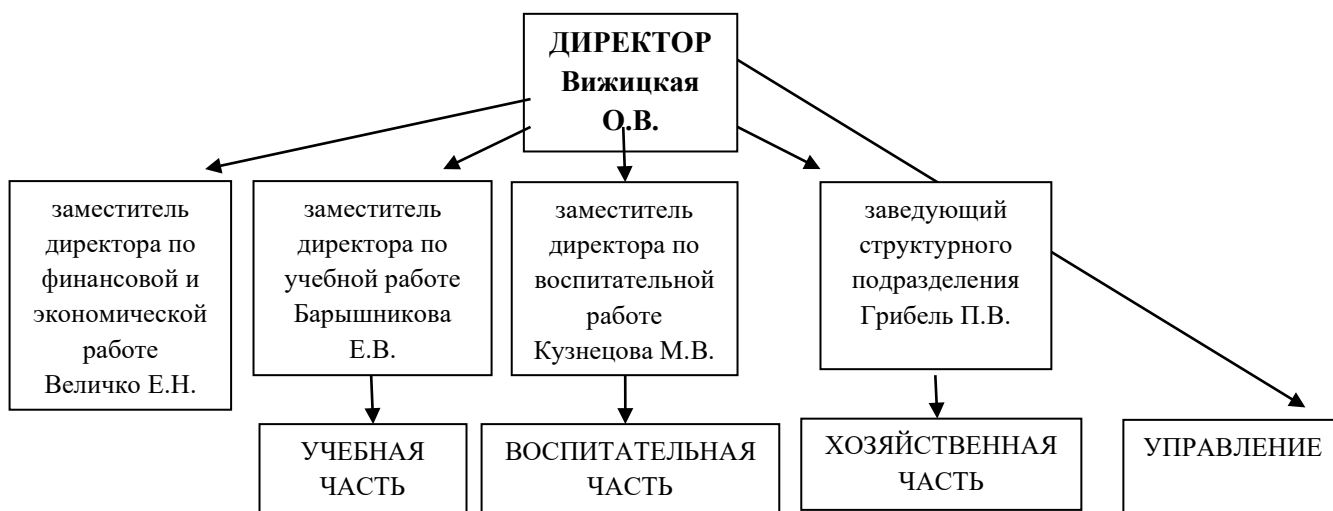 ДИРЕКТОР
Вижицкая
О.В.
заместитель
директора по
финансовой и
экономической
работе
Величко Е.Н.
заместитель
директора по
учебной работе
Барышникова
Е.В.
заместитель
директора по
воспитательной
работе
Кузнецова М.В.
заведующий
структурного
подразделения
Грибель П.В.
УЧЕБНАЯ
ЧАСТЬ
ВОСПИТАТЕЛЬНАЯ
ЧАСТЬ
ХОЗЯЙСТВЕННАЯ
ЧАСТЬ
УПРАВЛЕНИЕ